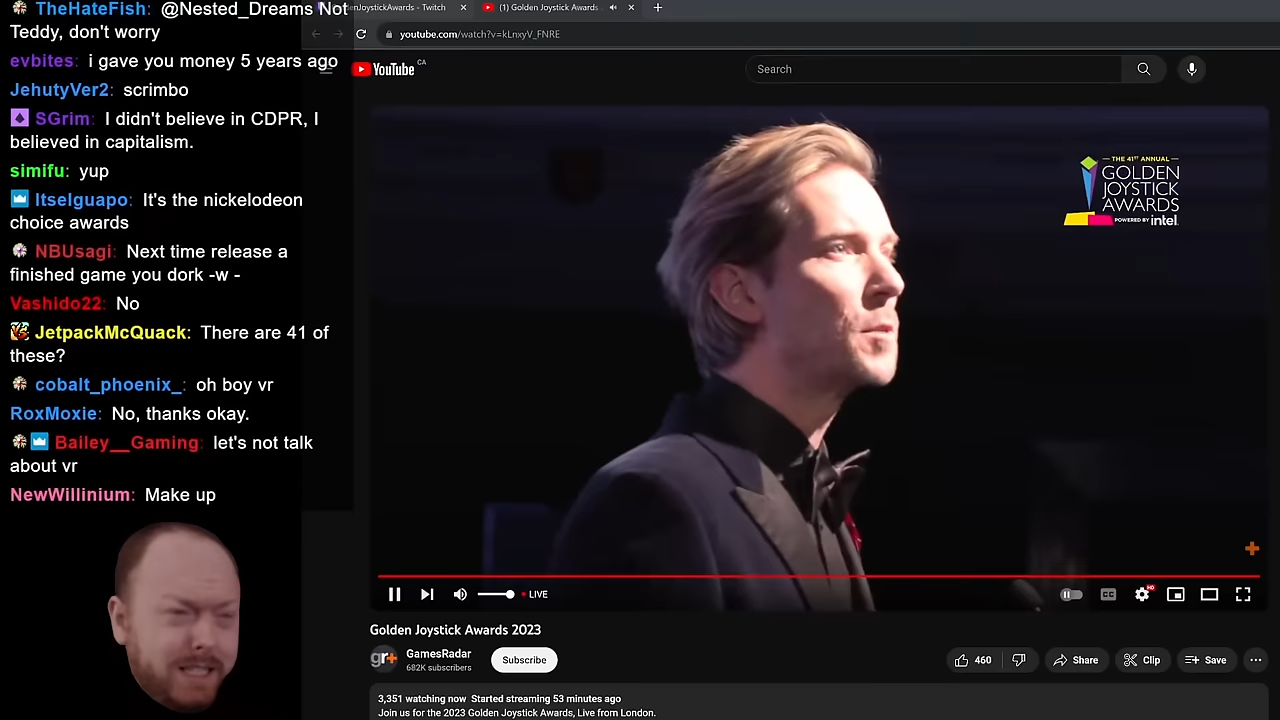 TheHateFish: @Nested_Dreams Not
Teddy, don't worry
evbites: i gave you money 5 years ago
JehutyVer2: scrimbo
SGrim: I didn't believe in CDPR, I
believed in capitalism.
simifu: yup
Itselguapo: It's the nickelodeon
choice awards
NBUsagi: Next time release a
finished game you dork -w -
Vashldo22: No
JetpackMcQuack: There are 41 of
these?
cobalt_phoenix_: oh boy vr
RoxMoxie: No, thanks okay.
Bailey__Gaming: let's not talk
about vr
NewWillinium: Make up
enJoystickAwards - Twitch
(1) Golden Joystick Awards
youtube.com/watch?v=kLnxyV_FNRE
YouTube CA
Search
THE 41ST ANNUAL
GOLDEN
JOYSTICK
AWARDS
POWERED BY intel.
LIVE
CC
HD
Golden Joystick Awards 2023
gr+
GamesRadar
682K subscribers
Subscribe
460
Share
Clip
Save
3,351 watching now Started streaming 53 minutes ago
Join us for the 2023 Golden Joystick Awards, Live from London.